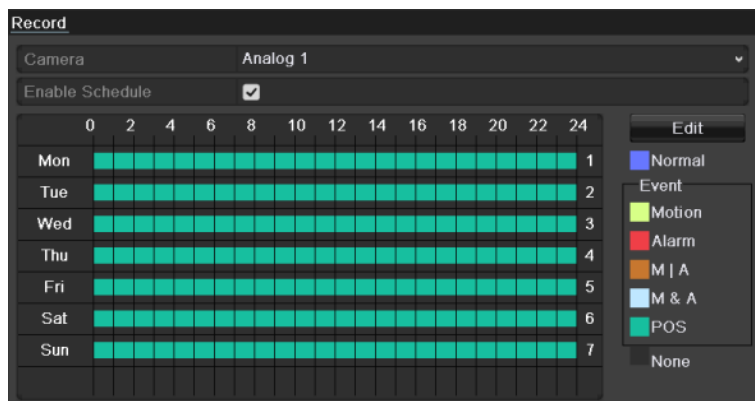 Record
Camera Analog 1
Enable Schedule
0 2 4 6 8 10 12 14 16 18 20 22 24
Edit
Mon 1
Normal
Event
Tue 2
Motion
Wed 3
Alarm
Thu 4
M | A
Fri 5
M & A
Sat 6
POS
Sun 7
None